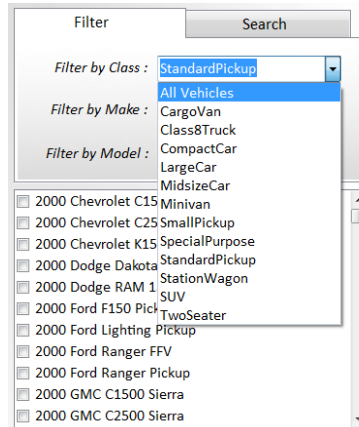 Filter
Search
Filter by Class : StandardPickup
All Vehicles
Filter by Make : CargoVan
Class8Truck
Filter by Model : CompactCar
LargeCar
MidsizeCar
Minivan
SmallPickup
SpecialPurpose
StandardPickup
StationWagon
SUV
TwoSeater
2000 Chevrolet C15
2000 Chevrolet C25
2000 Chevrolet K15
2000 Dodge Dakota
2000 Dodge RAM 1
2000 Ford F150 Pick
2000 Ford Lighting Pickup
2000 Ford Ranger FFV
2000 Ford Ranger Pickup
2000 GMC C1500 Sierra
2000 GMC C2500 Sierra